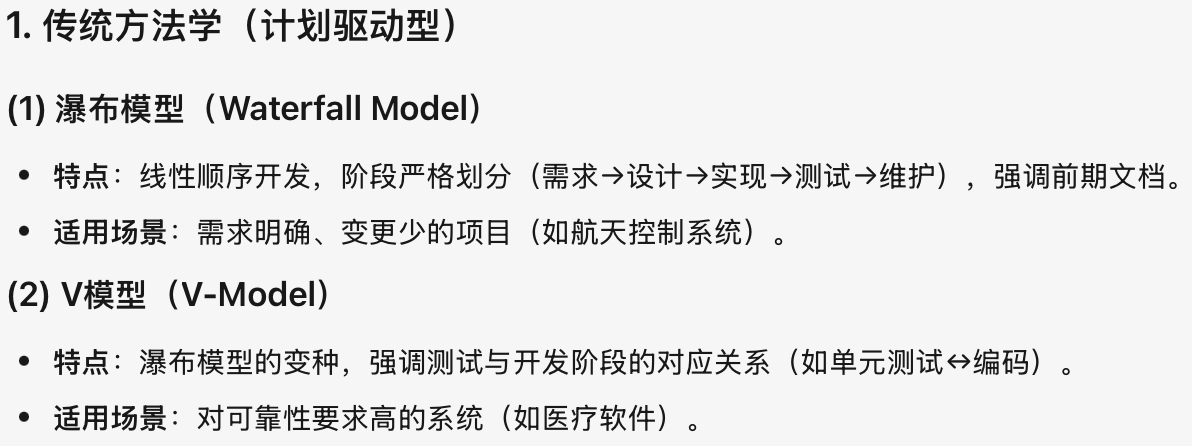 1. 传统方法学（计划驱动型）
(1) 瀑布模型（Waterfall Model）
• 特点：线性顺序开发，阶段严格划分（需求→设计→实现→测试→维护），强调前期文档。
• 适用场景：需求明确、变更少的项目（如航天控制系统）。
(2) V模型（V-Model）
• 特点：瀑布模型的变种，强调测试与开发阶段的对应关系（如单元测试↔编码）。
• 适用场景：对可靠性要求高的系统（如医疗软件）。